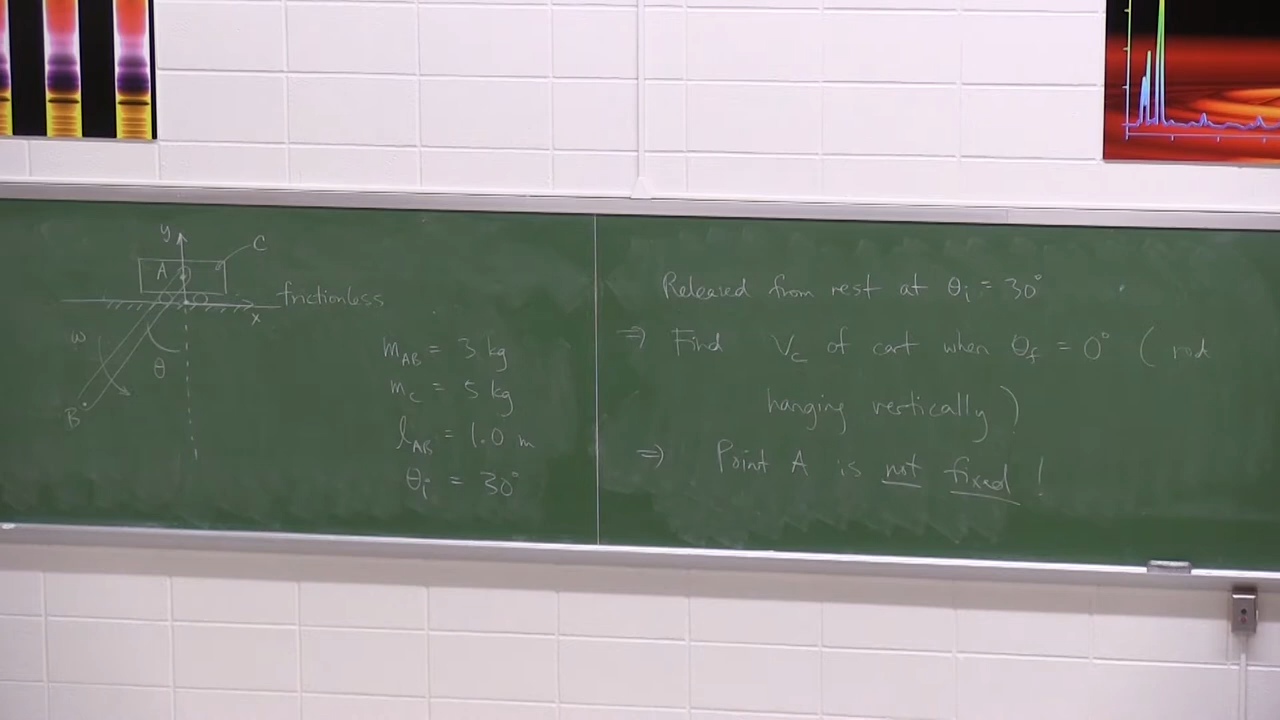 y
C
A
frictionless
x
ω
θ
B
m_AB = 3 kg
m_C = 5 kg
l_AB = 1.0 m
θ_i = 30°
Released from rest at θ_i = 30°
⇒ Find V_C of cart when θ_f = 0° (rod
hanging vertically)
⇒ Point A is not fixed!